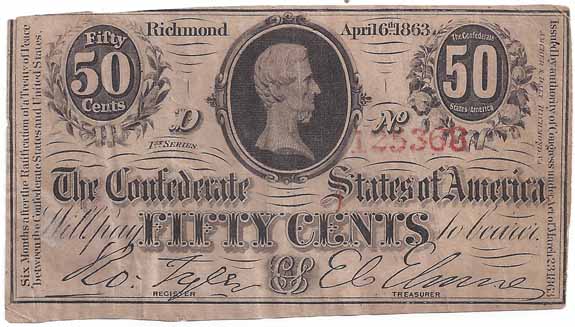 Fifty
50
Cents
Richmond
April 6th 1863.
50
The Confederate
States America
D
No
1st Series.
125368
The Confederate States of America
Will pay FIFTY CENTS to bearer.
Ro. Tyler
REGISTER
CS
TREASURER
Six Months after the Ratification of a Treaty of Peace
between the Confederate States and United States.
Issued by authority of Congress under Act of March 23d 1863.